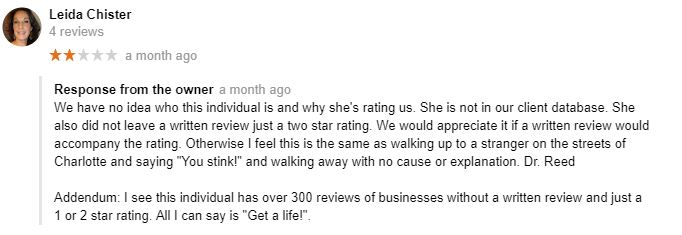 Leida Chister
4 reviews
a month ago
Response from the owner a month ago
We have no idea who this individual is and why she's rating us. She is not in our client database. She
also did not leave a written review just a two star rating. We would appreciate it if a written review would
accompany the rating. Otherwise I feel this is the same as walking up to a stranger on the streets of
Charlotte and saying "You stink!" and walking away with no cause or explanation. Dr. Reed
Addendum: I see this individual has over 300 reviews of businesses without a written review and just a
1 or 2 star rating. All I can say is "Get a life!".